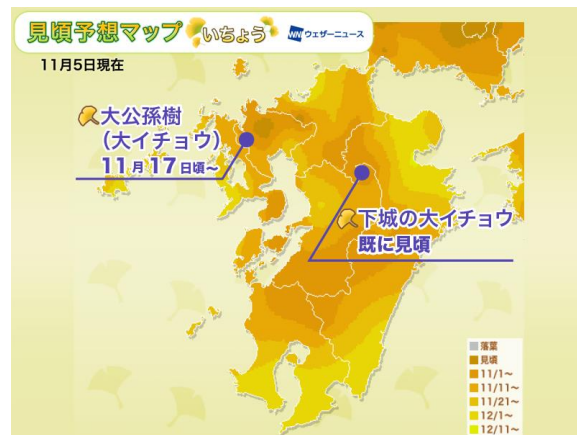 見頃予想マップ いちょう ウェザーニュース
11月5日現在
大公孫樹
(大イチョウ)
11月17日頃~
下城の大イチョウ
既に見頃
落葉
見頃
11/1~
11/11~
11/21~
12/1~
12/11~